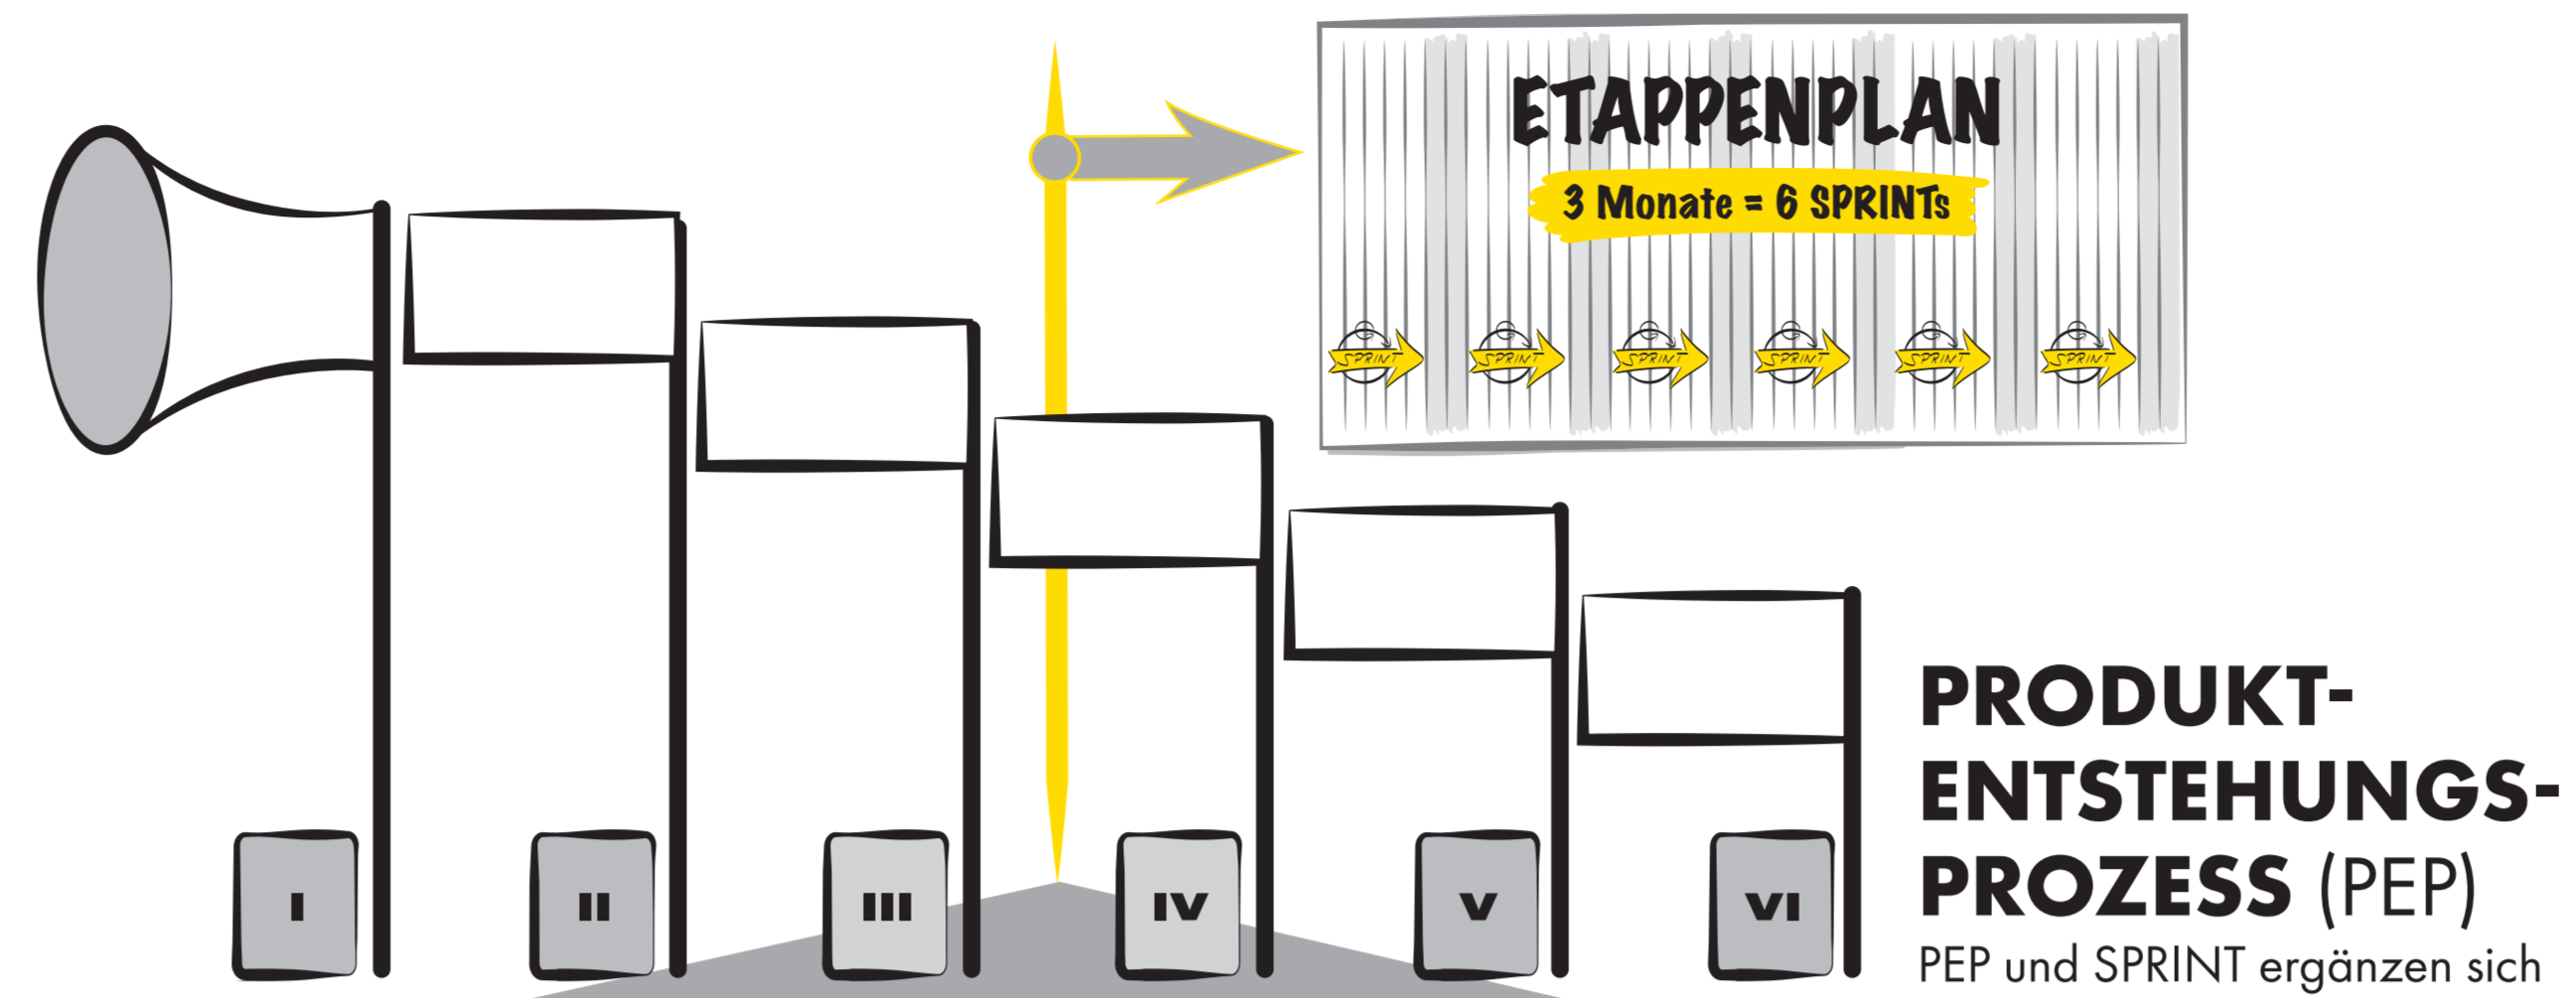 ETAPPENPLAN
3 Monate = 6 SPRINTs
SPRINT SPRINT SPRINT SPRINT SPRINT SPRINT
I II III IV V VI
PRODUKT-
ENTSTEHUNGS-
PROZESS (PEP)
PEP und SPRINT ergänzen sich